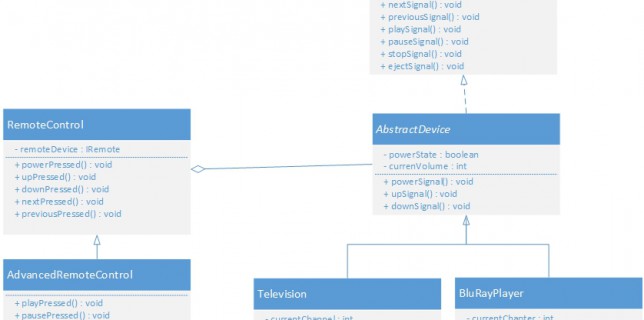 + nextSignal() : void
+ previousSignal() : void
+ playSignal() : void
+ pauseSignal() : void
+ stopSignal() : void
+ ejectSignal() : void
RemoteControl
- remoteDevice : IRemote
+ powerPressed() : void
+ upPressed() : void
+ downPressed() : void
+ nextPressed() : void
+ previousPressed() : void
AbstractDevice
- powerState : boolean
- currenVolume : int
+ powerSignal() : void
+ upSignal() : void
+ downSignal() : void
AdvancedRemoteControl
+ playPressed() : void
+ pausePressed() : void
Television
- currentChannel : int
BluRayPlayer
- currentChapter : int